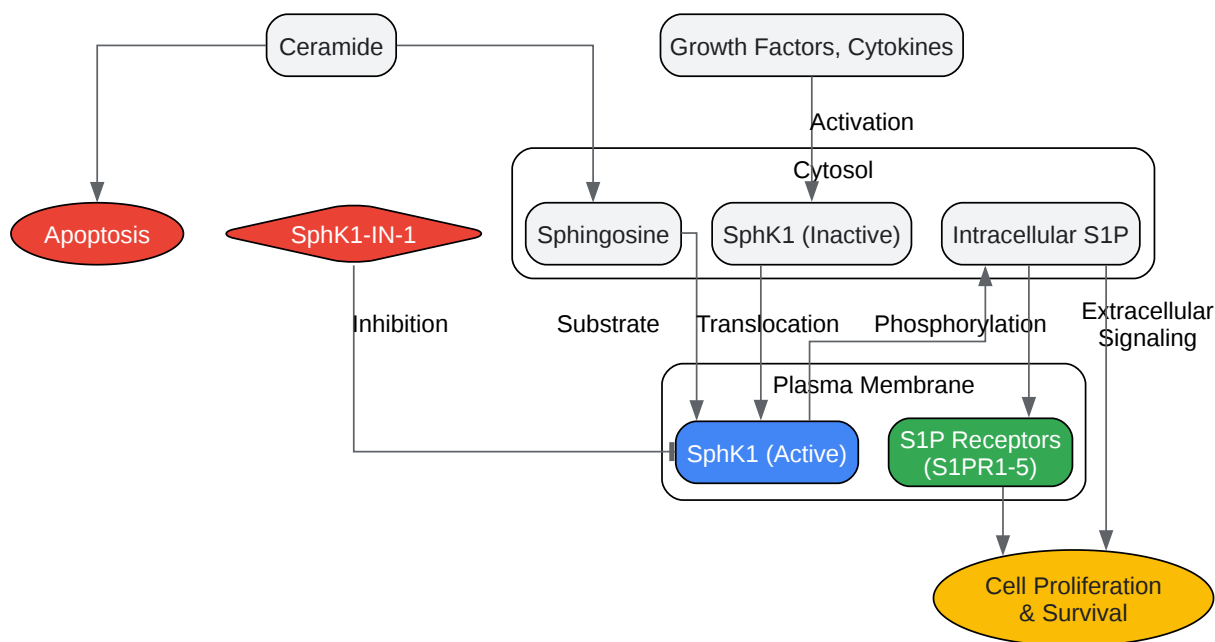 Ceramide
Growth Factors, Cytokines
Activation
Cytosol
Apoptosis
SphK1-IN-1
Sphingosine
SphK1 (Inactive)
Intracellular S1P
Inhibition
Substrate
Translocation
Phosphorylation
Extracellular
Signaling
Plasma Membrane
SphK1 (Active)
S1P Receptors
(S1PR1-5)
Cell Proliferation
& Survival